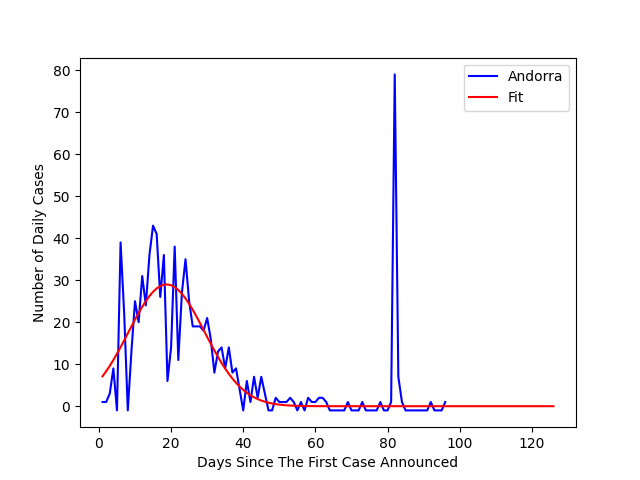 Andorra
Fit
Number of Daily Cases
80
70
60
50
40
30
20
10
0
0 20 40 60 80 100 120
Days Since The First Case Announced